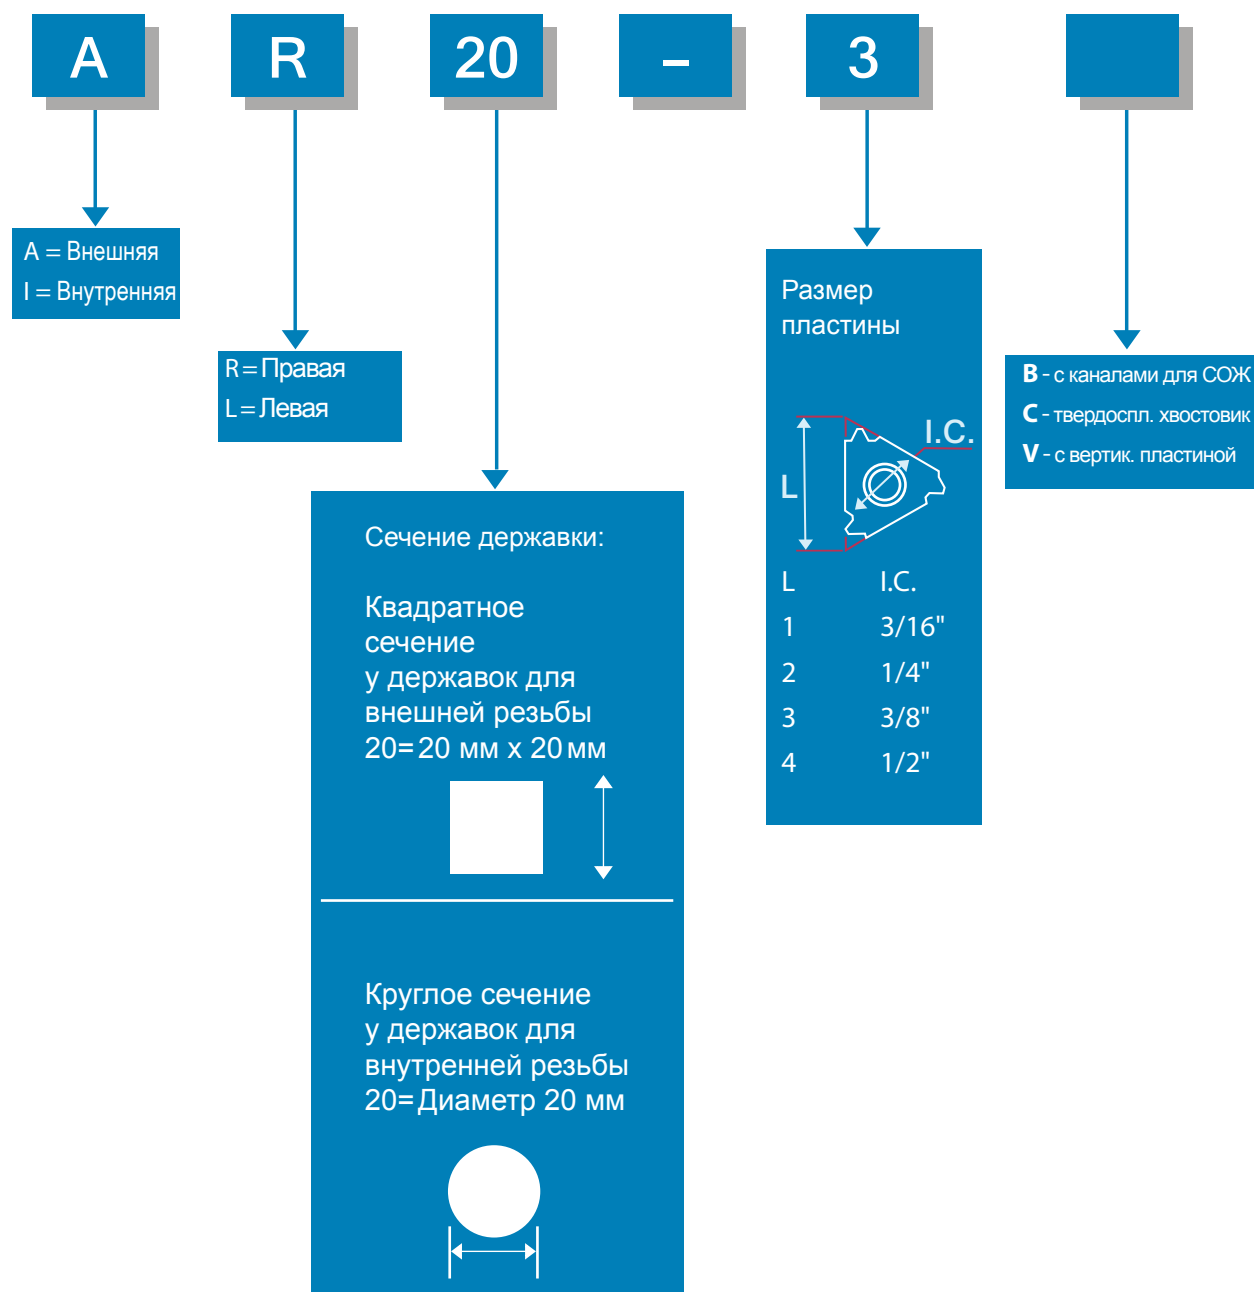 A R 20 – 3
A = Внешняя
I = Внутренняя
R = Правая
L = Левая
Сечение державки:
Квадратное
сечение
у державок для
внешней резьбы
20= 20 мм x 20 мм
Круглое сечение
у державок для
внутренней резьбы
20= Диаметр 20 мм
Размер
пластины
I.C.
L
L I.C.
1 3/16"
2 1/4"
3 3/8"
4 1/2"
B - с каналами для СОЖ
C - твердоспл. хвостовик
V - с вертик. пластиной